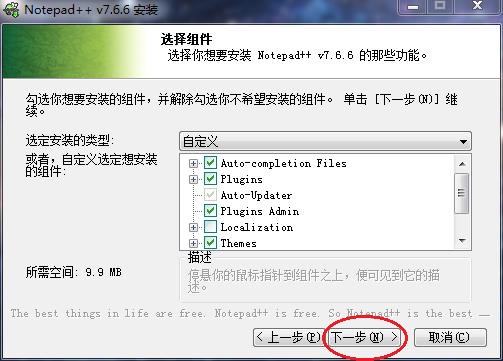 Notepad++ v7.6.6 安装
选择组件
选择你想要安装 Notepad++ v7.6.6 的那些功能。
勾选你想要安装的组件，并解除勾选你不希望安装的组件。 单击 [下一步(N)] 继
续。
选定安装的类型:
自定义
或者，自定义选定想安装
的组件:
Auto-completion Files
Plugins
Auto-Updater
Plugins Admin
Localization
Themes
描述
停悬你的鼠标指针到组件之上，便可见到它的描
述。
所需空间: 9.9 MB
The best things in life are free. Notepad++ is free. So Notepad++ is the best —
< 上一步(P)
下一步(N) >
取消(C)